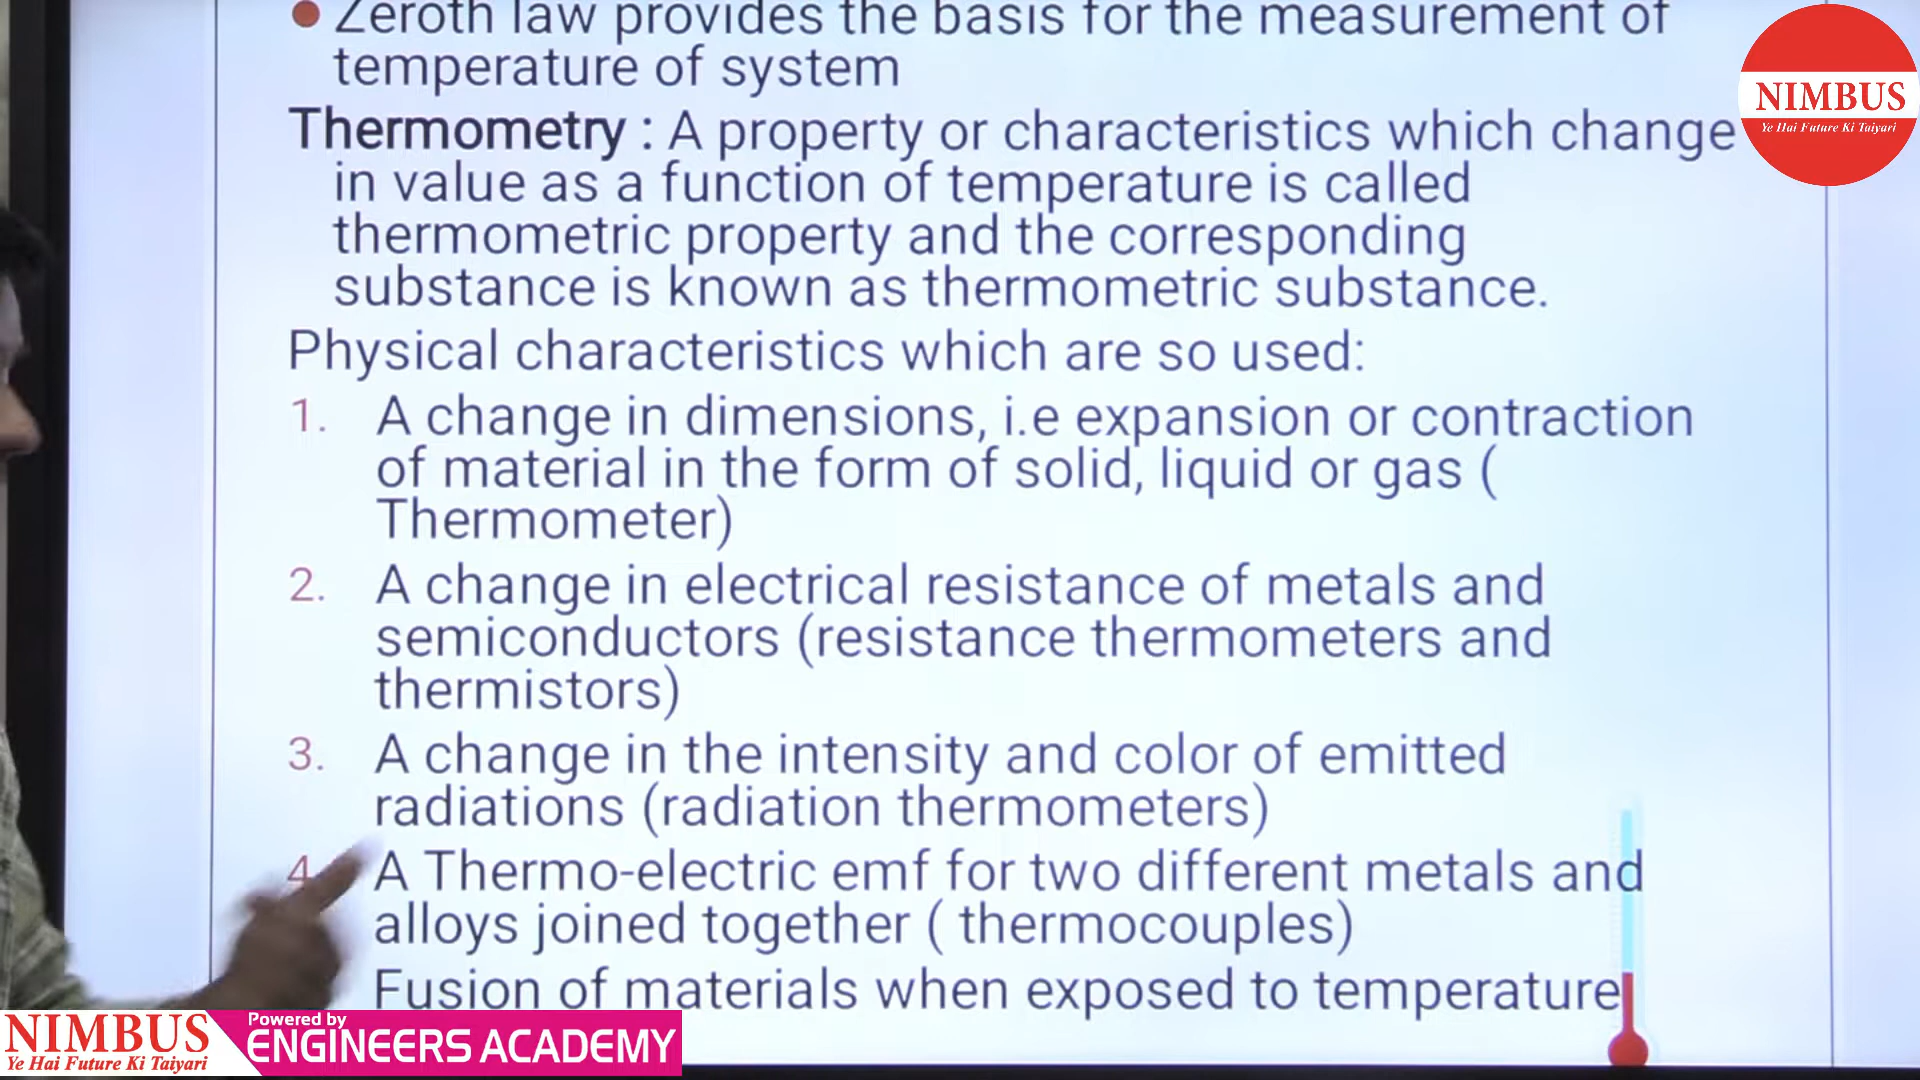 Zeroth law provides the basis for the measurement of
temperature of system
Thermometry : A property or characteristics which change
in value as a function of temperature is called
thermometric property and the corresponding
substance is known as thermometric substance.
Physical characteristics which are so used:
1. A change in dimensions, i.e expansion or contraction
of material in the form of solid, liquid or gas (
Thermometer)
2. A change in electrical resistance of metals and
semiconductors (resistance thermometers and
thermistors)
3. A change in the intensity and color of emitted
radiations (radiation thermometers)
4. A Thermo-electric emf for two different metals and
alloys joined together ( thermocouples)
Fusion of materials when exposed to temperature
NIMBUS
Ye Hai Future Ki Taiyari
NIMBUS
Ye Hai Future Ki Taiyari
Powered by
ENGINEERS ACADEMY